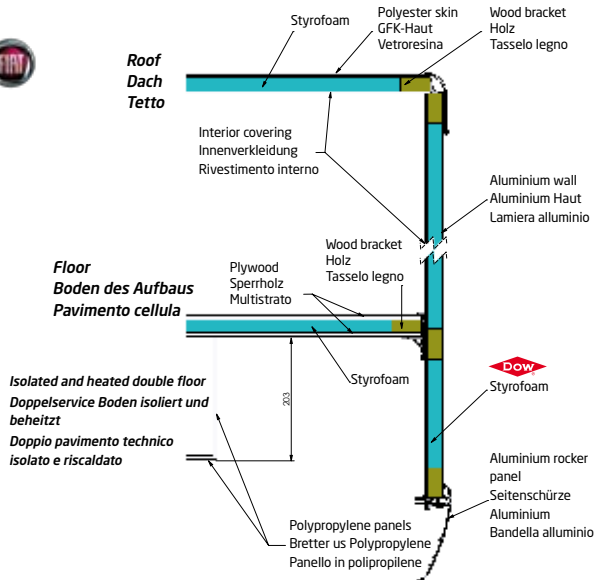 Styrofoam
Polyester skin
GFK-Haut
Vetroresina
Wood bracket
Holz
Tasselo legno
FIAT
Roof
Dach
Tetto
Interior covering
Innenverkleidung
Rivestimento interno
Aluminium wall
Aluminium Haut
Lamiera alluminio
Wood bracket
Holz
Tasselo legno
Floor
Boden des Aufbaus
Pavimento cellula
Plywood
Sperrholz
Multistrato
Styrofoam
Dow
Styrofoam
Isolated and heated double floor
Doppelservice Boden isoliert und
beheitzt
Doppio pavimento technico
isolato e riscaldato
203
Aluminium rocker
panel
Seitenschürze
Aluminium
Bandella alluminio
Polypropylene panels
Bretter us Polypropylene
Panello in polipropilene